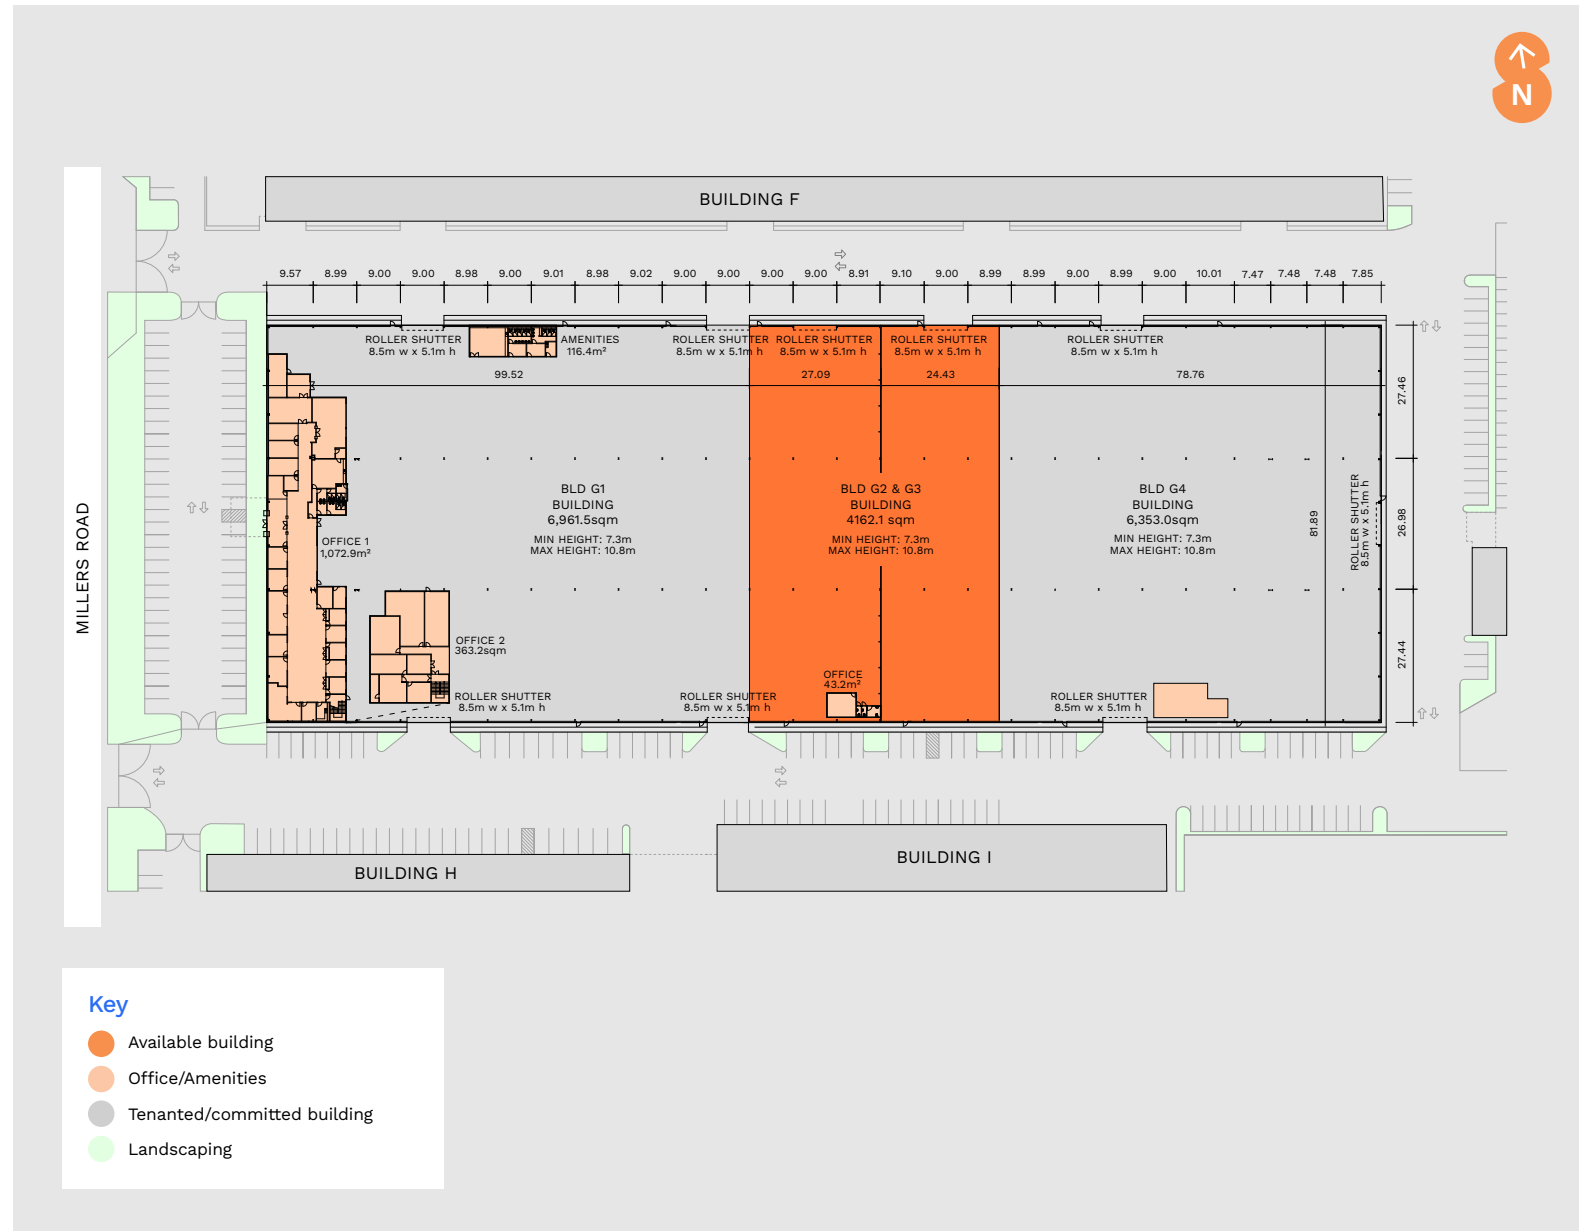 N
BUILDING F
9.57 8.99 9.00 9.00 8.98 9.00 9.01 8.98 9.02 9.00 9.00 9.00 9.00 8.91 9.10 9.00 8.99 8.99 9.00 8.99 9.00 10.01 7.47 7.48 7.48 7.85
ROLLER SHUTTER
8.5m w x 5.1m h
AMENITIES
116.4m²
ROLLER SHUTTER
8.5m w x 5.1m h
ROLLER SHUTTER
8.5m w x 5.1m h
ROLLER SHUTTER
8.5m w x 5.1m h
ROLLER SHUTTER
8.5m w x 5.1m h
99.52 27.09 24.43 78.76
27.46
26.98
27.44
81.89
ROLLER SHUTTER
8.5m w x 5.1m h
MILLERS ROAD
BLD G1
BUILDING
6,961.5sqm
MIN HEIGHT: 7.3m
MAX HEIGHT: 10.8m
BLD G2 & G3
BUILDING
4162.1 sqm
MIN HEIGHT: 7.3m
MAX HEIGHT: 10.8m
BLD G4
BUILDING
6,353.0sqm
MIN HEIGHT: 7.3m
MAX HEIGHT: 10.8m
OFFICE 1
1,072.9m²
OFFICE 2
363.2sqm
OFFICE
43.2m²
ROLLER SHUTTER
8.5m w x 5.1m h
ROLLER SHUTTER
8.5m w x 5.1m h
ROLLER SHUTTER
8.5m w x 5.1m h
BUILDING H
BUILDING I
Key
Available building
Office/Amenities
Tenanted/committed building
Landscaping